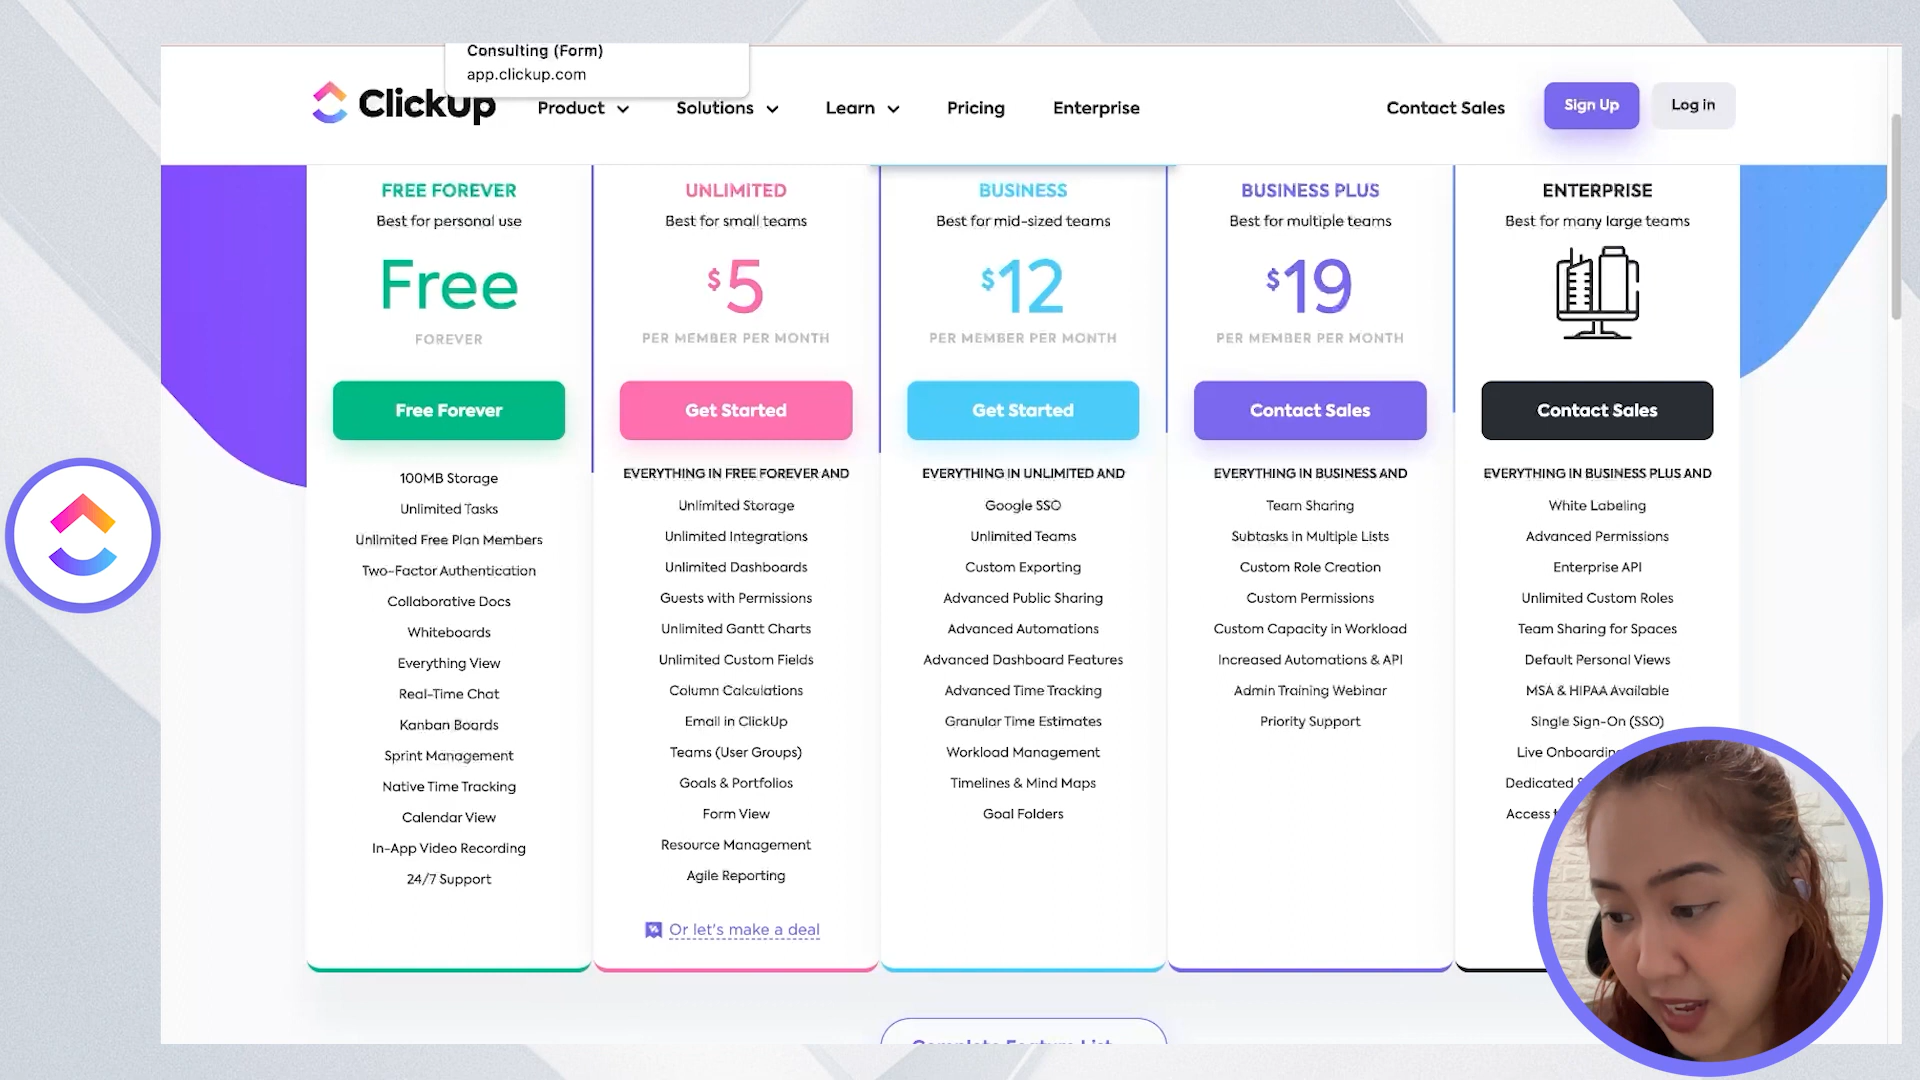 Consulting (Form)
app.clickup.com
ClickUp
Product
Solutions
Learn
Pricing
Enterprise
Contact Sales
Sign Up
Log in
FREE FOREVER
Best for personal use
Free
FOREVER
Free Forever
100MB Storage
Unlimited Tasks
Unlimited Free Plan Members
Two-Factor Authentication
Collaborative Docs
Whiteboards
Everything View
Real-Time Chat
Kanban Boards
Sprint Management
Native Time Tracking
Calendar View
In-App Video Recording
24/7 Support
UNLIMITED
Best for small teams
$5
PER MEMBER PER MONTH
Get Started
EVERYTHING IN FREE FOREVER AND
Unlimited Storage
Unlimited Integrations
Unlimited Dashboards
Guests with Permissions
Unlimited Gantt Charts
Unlimited Custom Fields
Column Calculations
Email in ClickUp
Teams (User Groups)
Goals & Portfolios
Form View
Resource Management
Agile Reporting
Or let's make a deal
BUSINESS
Best for mid-sized teams
$12
PER MEMBER PER MONTH
Get Started
EVERYTHING IN UNLIMITED AND
Google SSO
Unlimited Teams
Custom Exporting
Advanced Public Sharing
Advanced Automations
Advanced Dashboard Features
Advanced Time Tracking
Granular Time Estimates
Workload Management
Timelines & Mind Maps
Goal Folders
BUSINESS PLUS
Best for multiple teams
$19
PER MEMBER PER MONTH
Contact Sales
EVERYTHING IN BUSINESS AND
Team Sharing
Subtasks in Multiple Lists
Custom Role Creation
Custom Permissions
Custom Capacity in Workload
Increased Automations & API
Admin Training Webinar
Priority Support
ENTERPRISE
Best for many large teams
Contact Sales
EVERYTHING IN BUSINESS PLUS AND
White Labeling
Advanced Permissions
Enterprise API
Unlimited Custom Roles
Team Sharing for Spaces
Default Personal Views
MSA & HIPAA Available
Single Sign-On (SSO)
Live Onboarding
Dedicated
Access
Complete Feature List